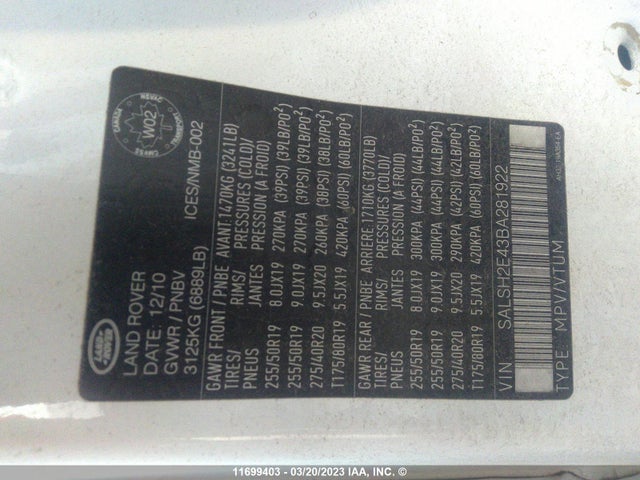 LAND ROVER
DATE: 12/10
GVWR / PNBV
3125KG (6889LB)
CANADA
NSVAC
TRANSPORT
CMVSS
W02
ICES/NMB-002
GAWR FRONT / PNBE AVANT:1470KG (3241LB)
TIRES/ RIMS/ PRESSURES (COLD)/
PNEUS JANTES PRESSION (A FROID)
255/50R19 8.0JX19 270KPA (39PSI) (39LB/PO²)
255/50R19 9.0JX19 270KPA (39PSI) (39LB/PO²)
275/40R20 9.5JX20 260KPA (38PSI) (38LB/PO²)
T175/80R19 5.5JX19 420KPA (60PSI) (60LB/PO²)
GAWR REAR / PNBE ARRIERE:1710KG (3770LB)
TIRES/ RIMS/ PRESSURES (COLD)/
PNEUS JANTES PRESSION (A FROID)
255/50R19 8.0JX19 300KPA (44PSI) (44LB/PO²)
255/50R19 9.0JX19 300KPA (44PSI) (44LB/PO²)
275/40R20 9.5JX20 290KPA (42PSI) (42LB/PO²)
T175/80R19 5.5JX19 420KPA (60PSI) (60LB/PO²)
VIN SALSH2E43BA281922
TYPE MPV/VTUM
11699403 - 03/20/2023 IAA, INC. ©